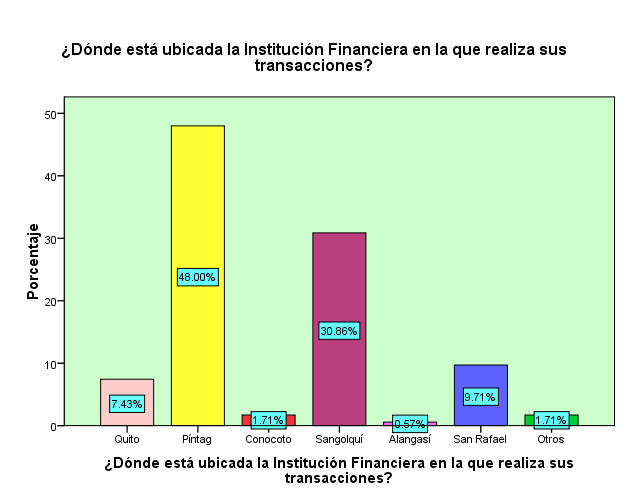 ¿Dónde está ubicada la Institución Financiera en la que realiza sus
transacciones?
Porcentaje
50
40
30
20
10
0
7.43%
48.00%
1.71%
30.86%
0.57%
9.71%
1.71%
Quito
Píntag
Conocoto
Sangolquí
Alangasí
San Rafael
Otros
¿Dónde está ubicada la Institución Financiera en la que realiza sus
transacciones?